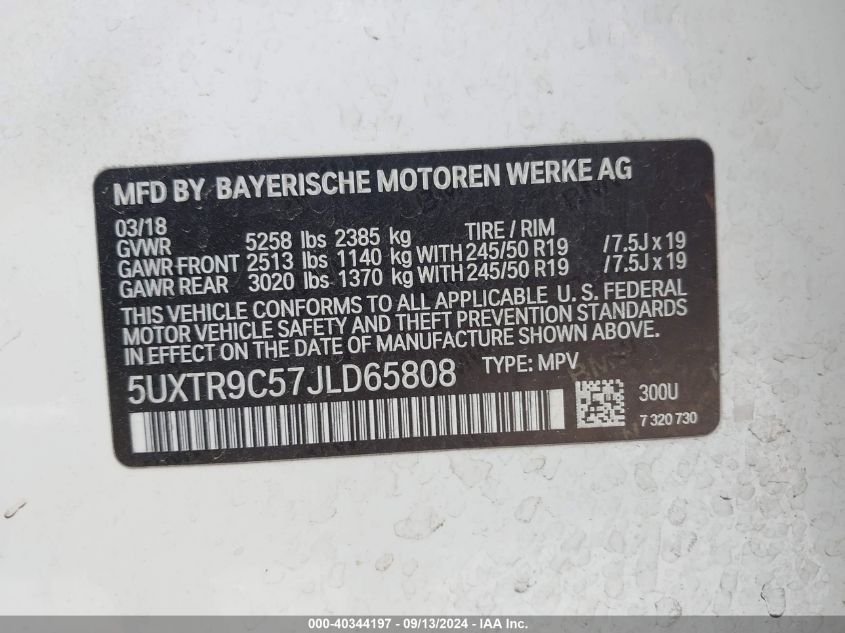 MFD BY BAYERISCHE MOTOREN WERKE AG
03/18 TIRE / RIM
GVWR 5258 lbs 2385 kg
GAWR FRONT 2513 lbs 1140 kg WITH 245/50 R19 / 7.5J x 19
GAWR REAR 3020 lbs 1370 kg WITH 245/50 R19 / 7.5J x 19
THIS VEHICLE CONFORMS TO ALL APPLICABLE U. S. FEDERAL
MOTOR VEHICLE SAFETY AND THEFT PREVENTION STANDARDS
IN EFFECT ON THE DATE OF MANUFACTURE SHOWN ABOVE.
5UXTR9C57JLD65808 TYPE: MPV
300U
7 320 730
000-40344197 - 09/13/2024 - IAA Inc.